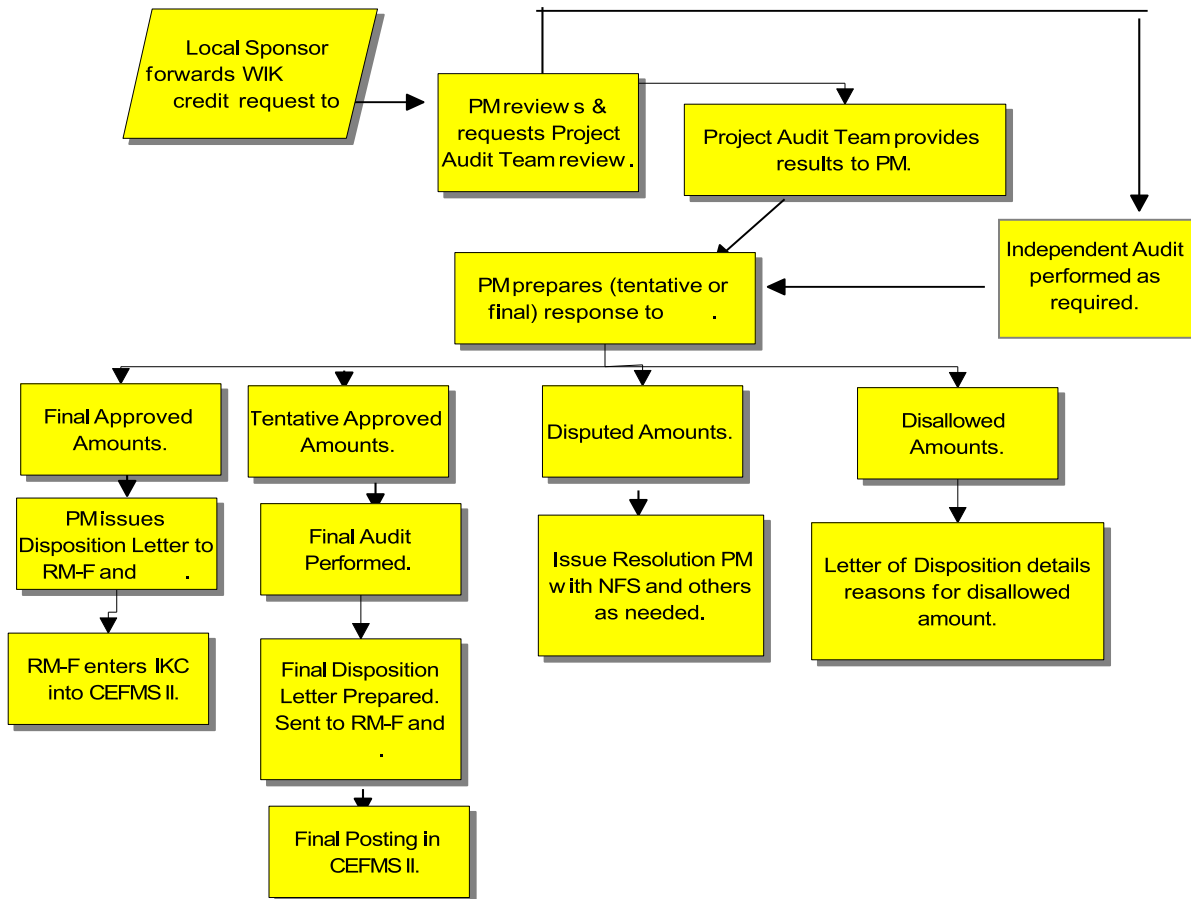 Local Sponsor
forwards WIK
credit request to
PM reviews &
requests Project
Audit Team review.
Project Audit Team provides
results to PM.
Independent Audit
performed as
required.
PM prepares (tentative or
final) response to .
Final Approved
Amounts.
Tentative Approved
Amounts.
Disputed Amounts.
Disallowed
Amounts.
PM issues
Disposition Letter to
RM-F and .
Final Audit
Performed.
Issue Resolution PM
with NFS and others
as needed.
Letter of Disposition details
reasons for disallowed
amount.
RM-F enters IKC
into CEFMS II.
Final Disposition
Letter Prepared.
Sent to RM-F and
.
Final Posting in
CEFMS II.